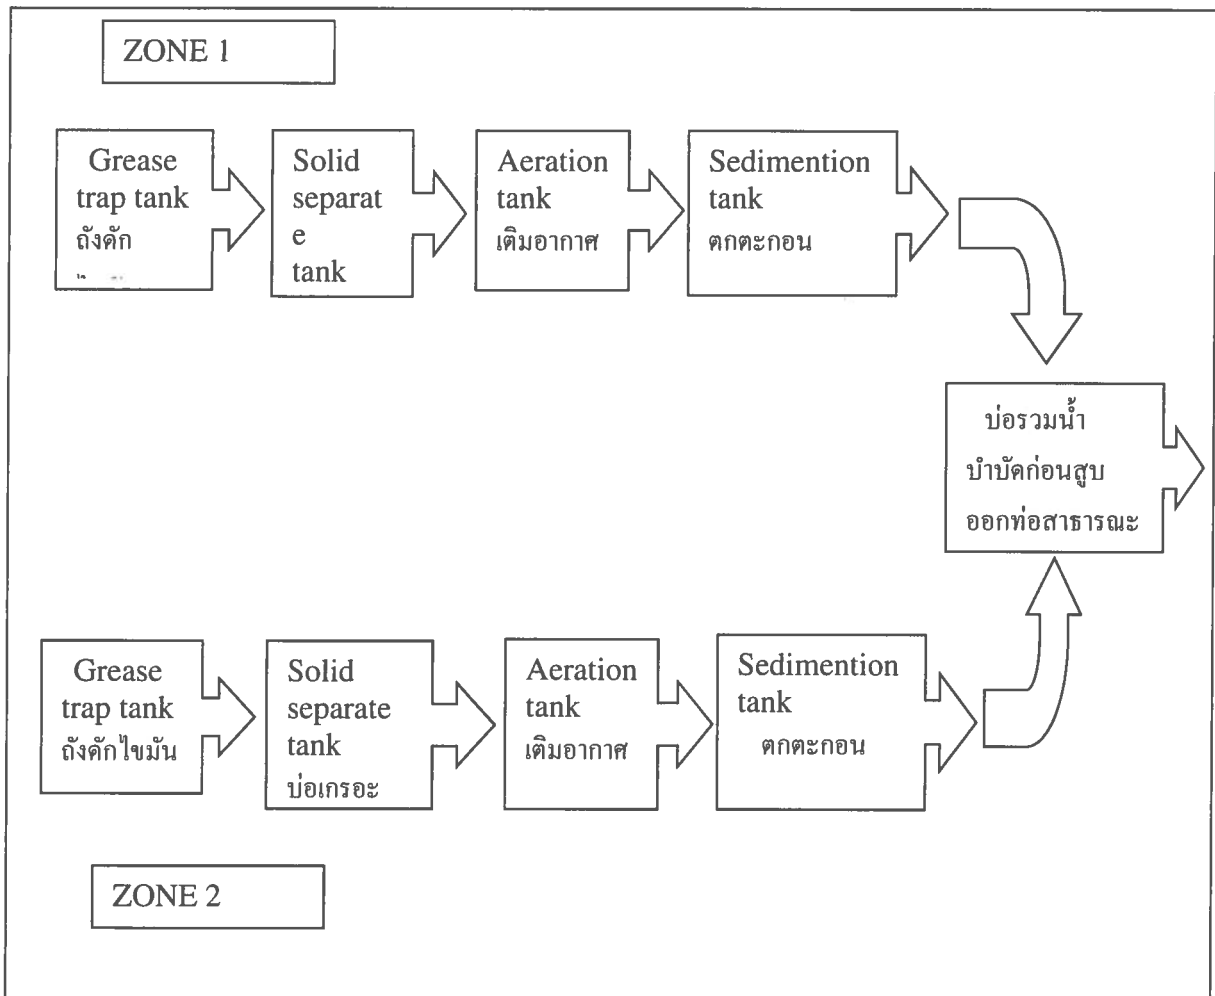 ZONE 1
Grease
trap tank
ถังดัก
Solid
separat
e
tank
Aeration
tank
เติมอากาศ
Sedimention
tank
ตกตะกอน
บ่อรวมน้ำ
บำบัดก่อนสูบ
ออกท่อสาธารณะ
Grease
trap tank
ถังดักไขมัน
Solid
separate
tank
บ่อเกรอะ
Aeration
tank
เติมอากาศ
Sedimention
tank
ตกตะกอน
ZONE 2